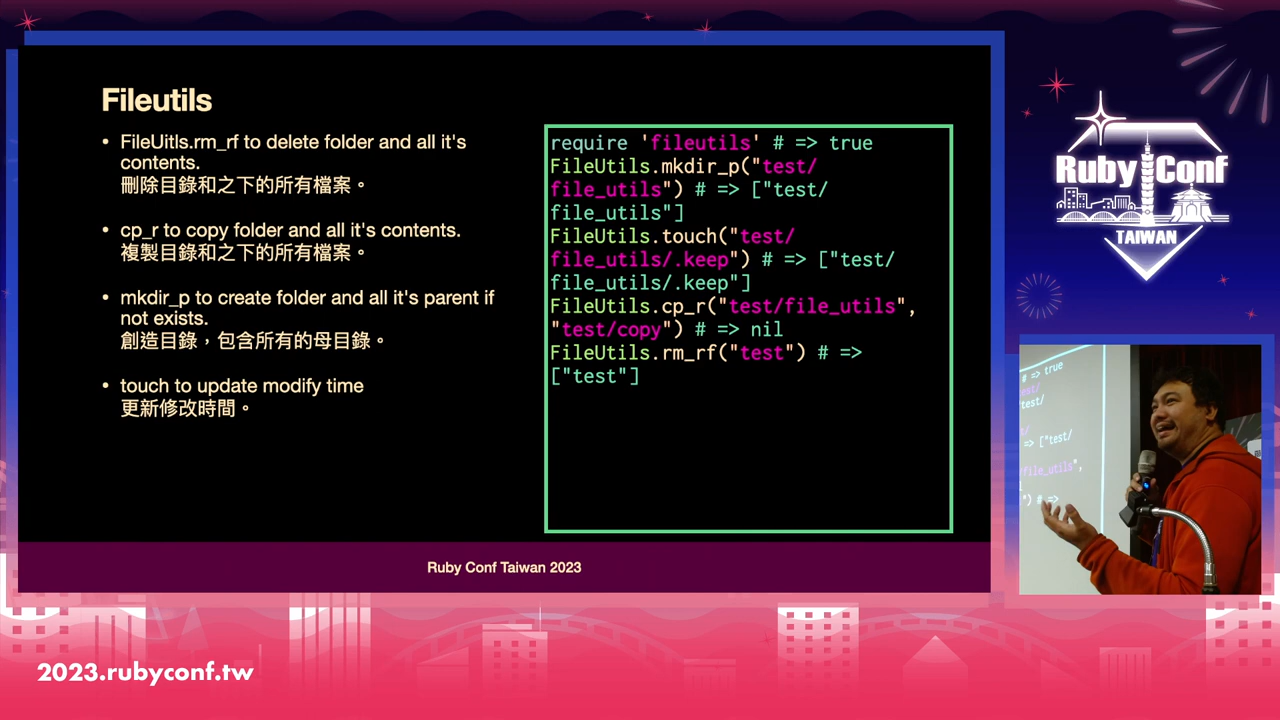 Fileutils
• FileUitls.rm_rf to delete folder and all it's
contents.
刪除目錄和之下的所有檔案。
• cp_r to copy folder and all it's contents.
複製目錄和之下的所有檔案。
• mkdir_p to create folder and all it's parent if
not exists.
創造目錄，包含所有的母目錄。
• touch to update modify time
更新修改時間。
require 'fileutils' # => true
FileUtils.mkdir_p("test/
file_utils") # => ["test/
file_utils"]
FileUtils.touch("test/
file_utils/.keep") # => ["test/
file_utils/.keep"]
FileUtils.cp_r("test/file_utils",
"test/copy") # => nil
FileUtils.rm_rf("test") # =>
["test"]
Ruby Conf Taiwan 2023
RubyConf
TAIWAN
# => true
test/
=> ["test/
/file_utils",
") # =>
2023.rubyconf.tw